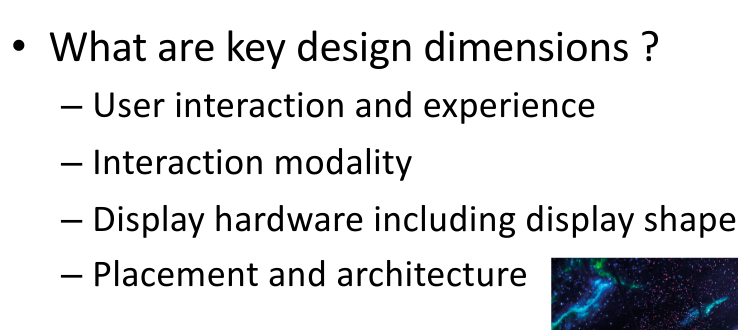 • What are key design dimensions ?
– User interaction and experience
– Interaction modality
– Display hardware including display shape
– Placement and architecture